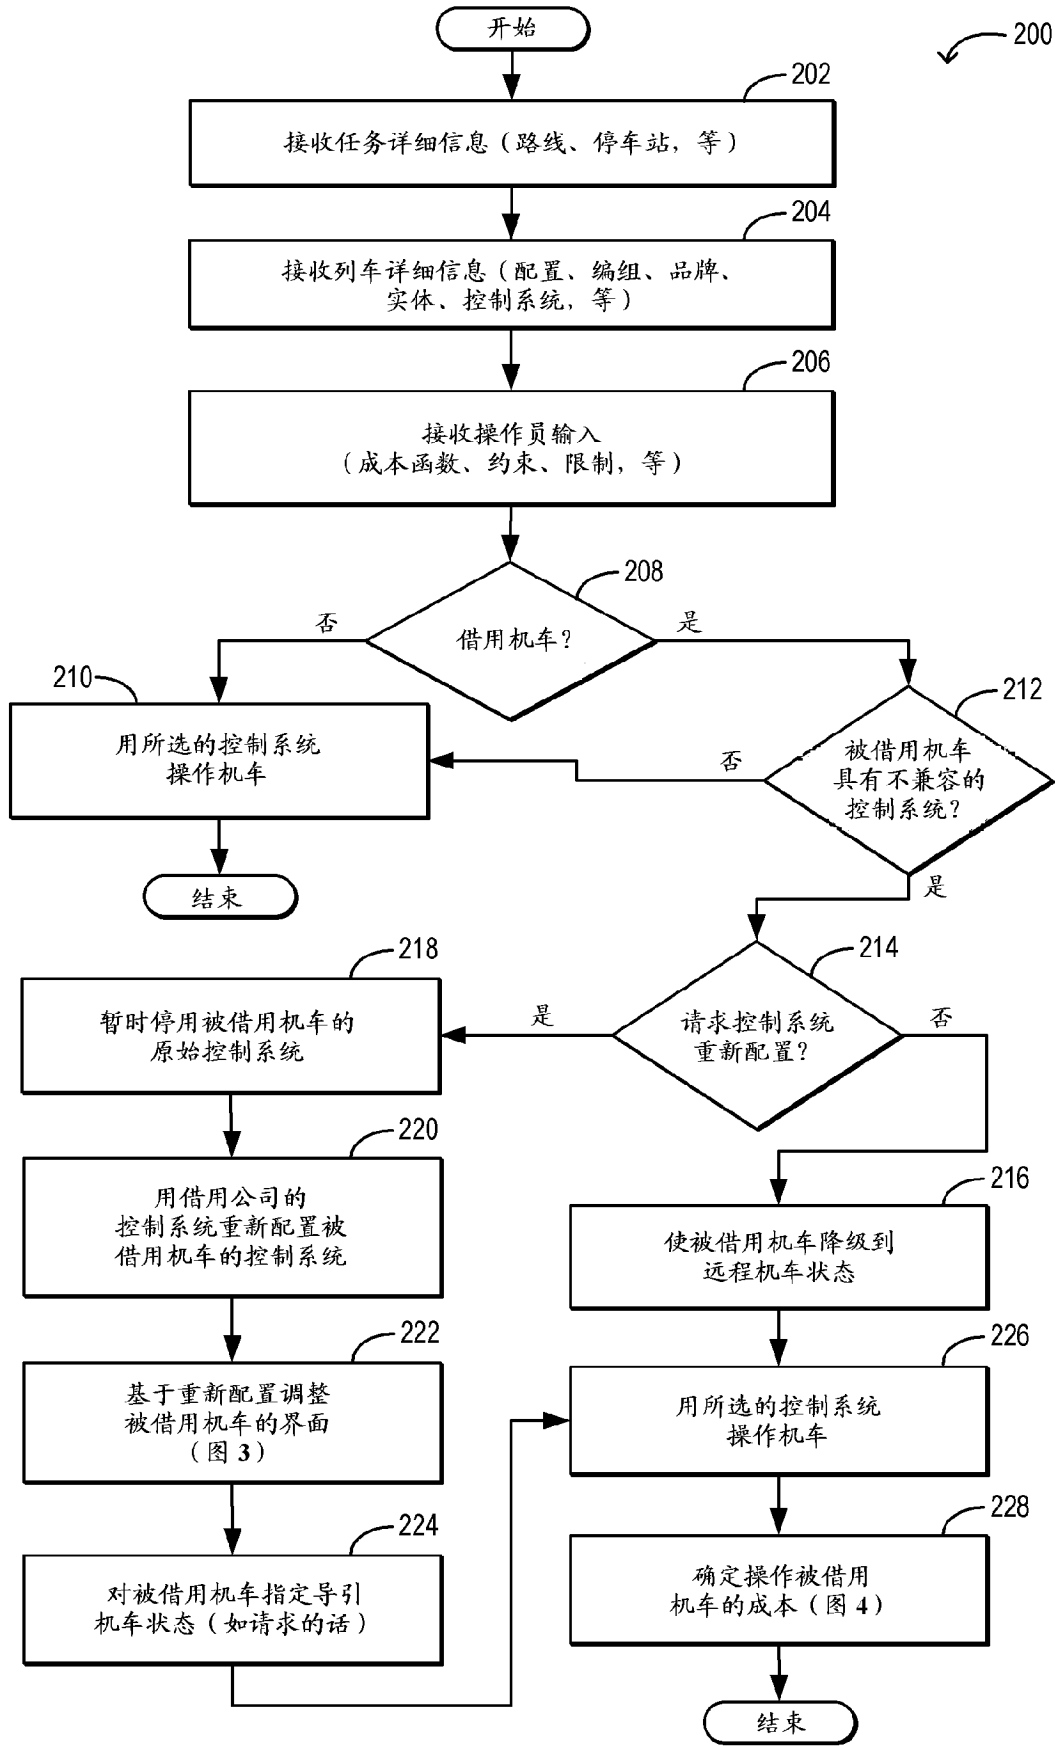 开始
200
202
接收任务详细信息（路线、停车站，等）
204
接收列车详细信息（配置、编组、品牌、
实体、控制系统，等）
206
接收操作员输入
（成本函数、约束、限制，等）
208
借用机车？
否
是
210
用所选的控制系统
操作机车
结束
212
被借用机车
具有不兼容的
控制系统？
否
是
214
请求控制系统
重新配置？
是
否
218
暂时停用被借用机车的
原始控制系统
220
用借用公司的
控制系统重新配置被
借用机车的控制系统
222
基于重新配置调整
被借用机车的界面
（图3）
224
对被借用机车指定导引
机车状态（如请求的话）
216
使被借用机车降级到
远程机车状态
226
用所选的控制系统
操作机车
228
确定操作被借用
机车的成本（图4）
结束